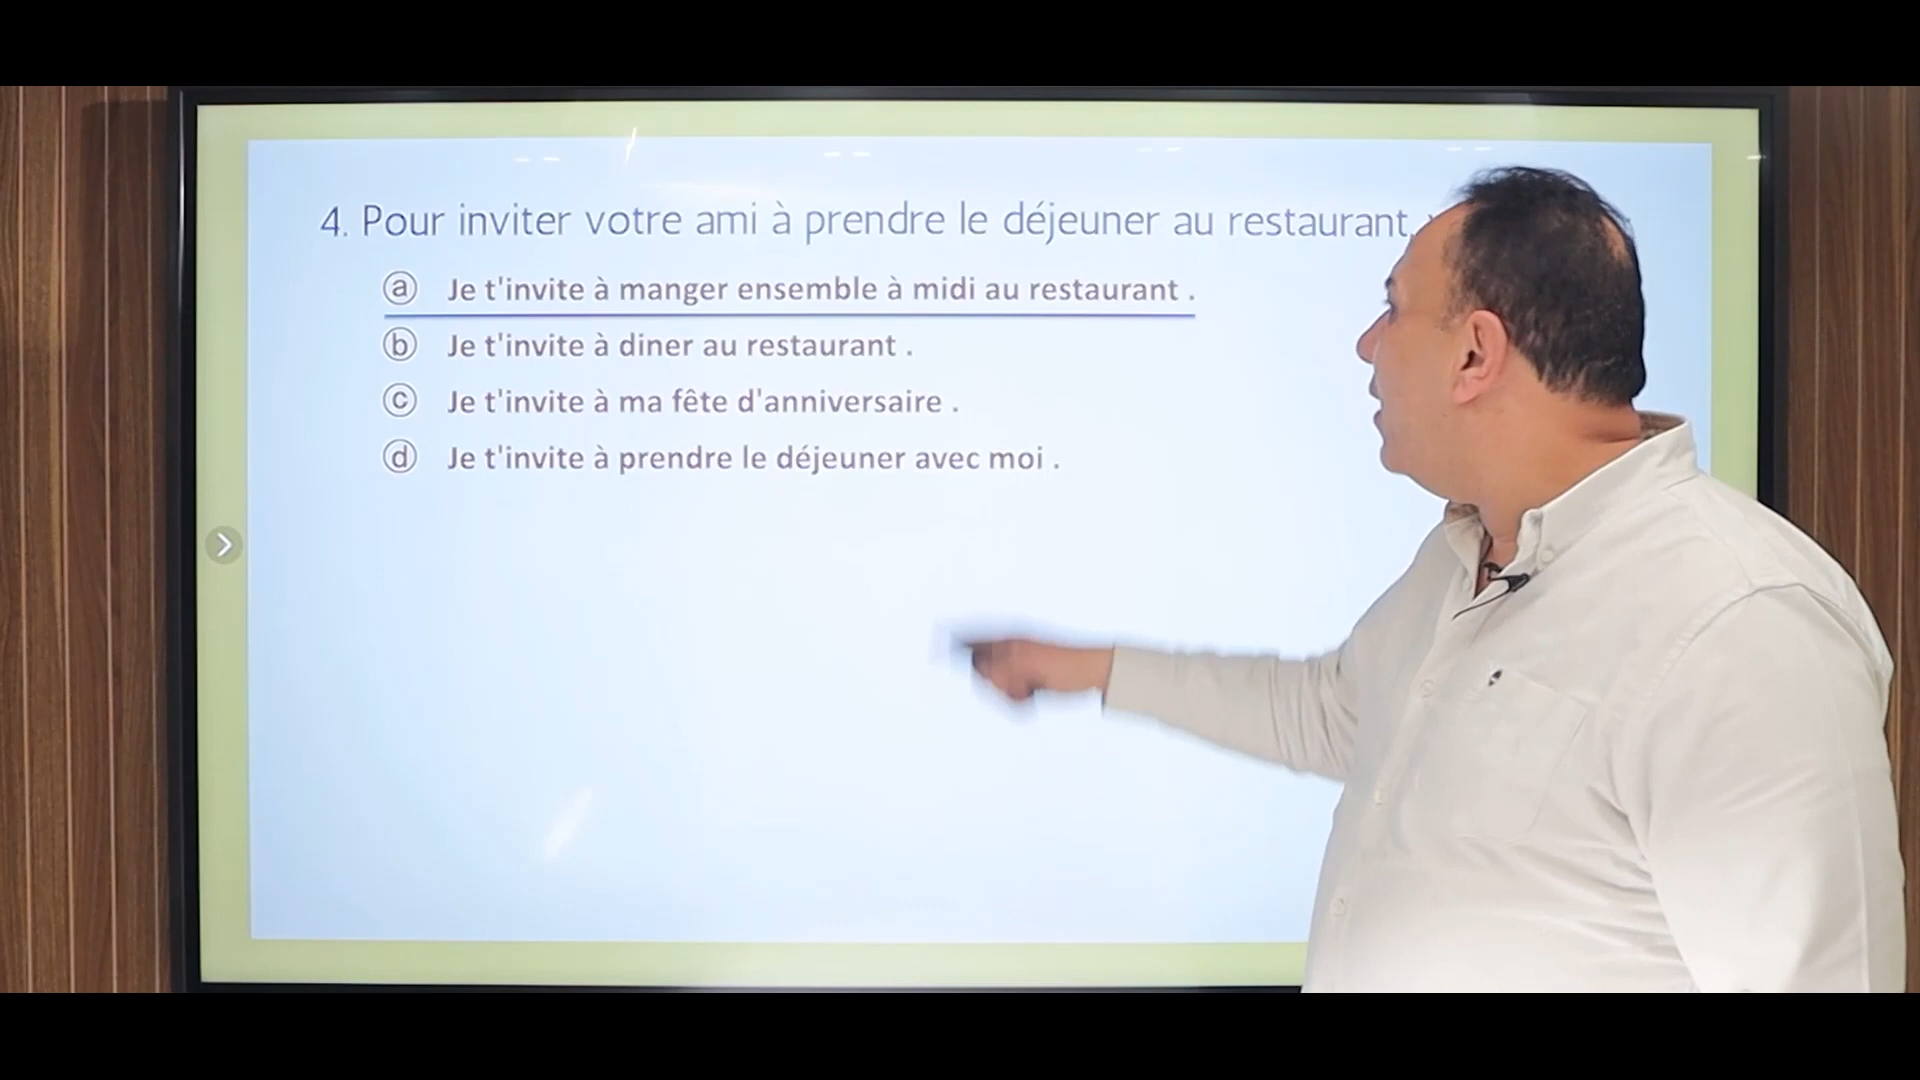 4. Pour inviter votre ami à prendre le déjeuner au restaurant,
ⓐ Je t'invite à manger ensemble à midi au restaurant .
ⓑ Je t'invite à diner au restaurant .
ⓒ Je t'invite à ma fête d'anniversaire .
ⓓ Je t'invite à prendre le déjeuner avec moi .